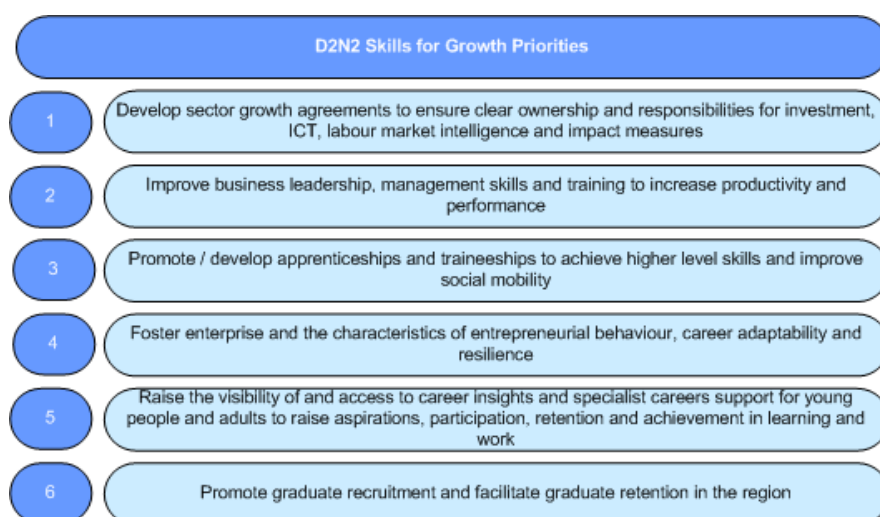 D2N2 Skills for Growth Priorities
1
Develop sector growth agreements to ensure clear ownership and responsibilities for investment,
ICT, labour market intelligence and impact measures
2
Improve business leadership, management skills and training to increase productivity and
performance
3
Promote / develop apprenticeships and traineeships to achieve higher level skills and improve
social mobility
4
Foster enterprise and the characteristics of entrepreneurial behaviour, career adaptability and
resilience
5
Raise the visibility of and access to career insights and specialist careers support for young
people and adults to raise aspirations, participation, retention and achievement in learning and
work
6
Promote graduate recruitment and facilitate graduate retention in the region